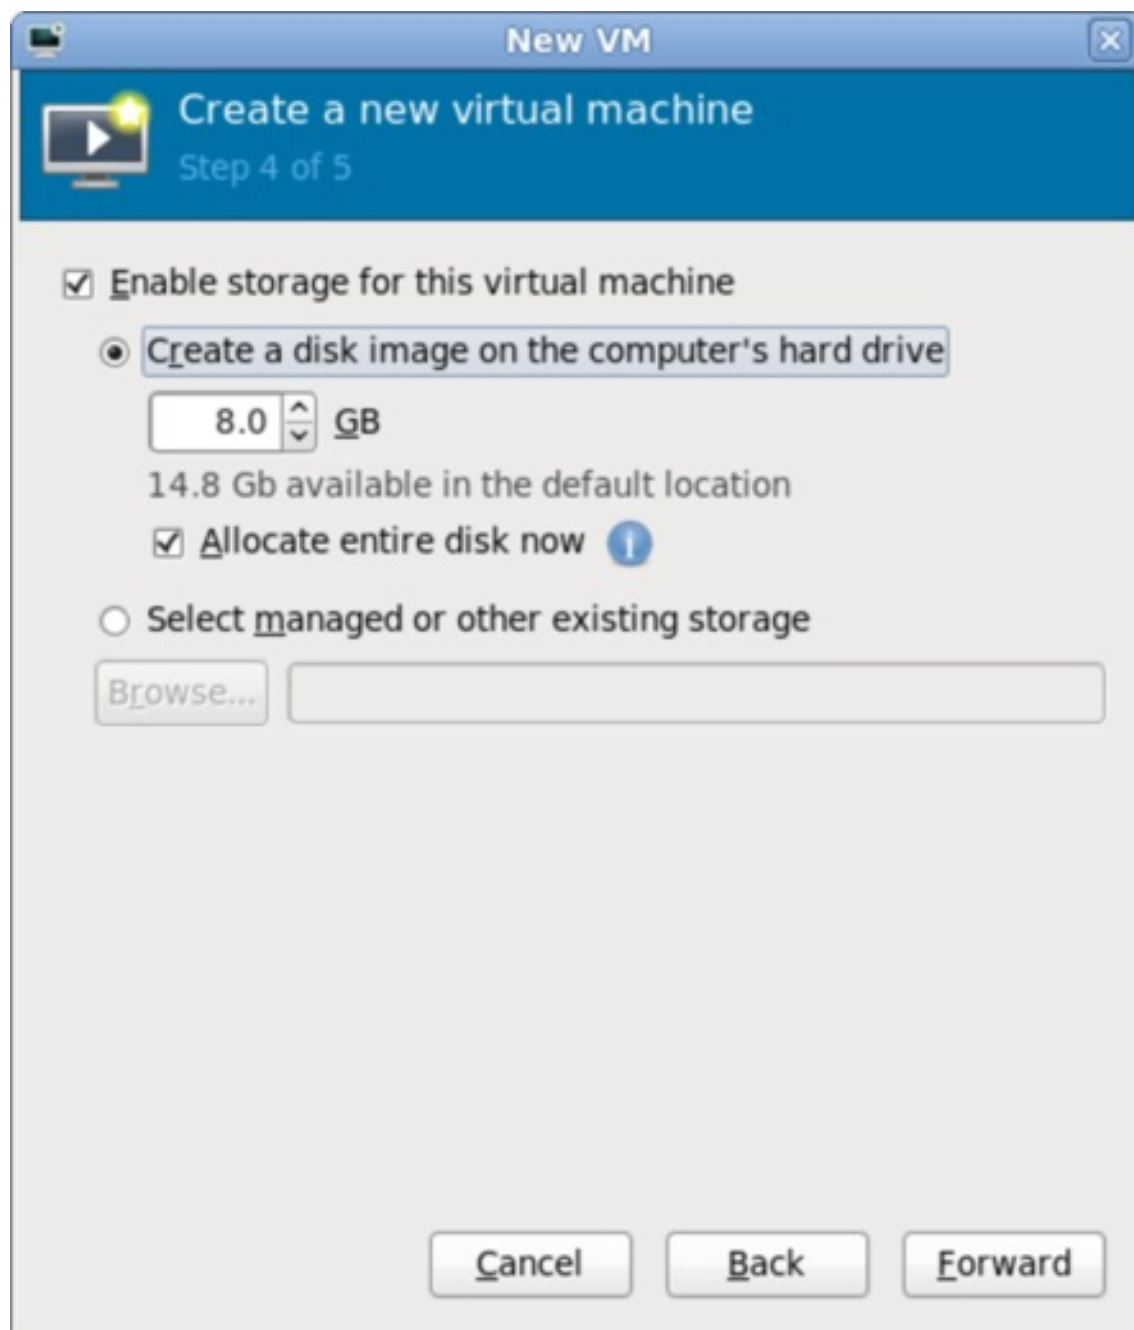 New VM
Create a new virtual machine
Step 4 of 5
Enable storage for this virtual machine
Create a disk image on the computer's hard drive
8.0 GB
14.8 Gb available in the default location
Allocate entire disk now
Select managed or other existing storage
Browse...
Cancel Back Forward